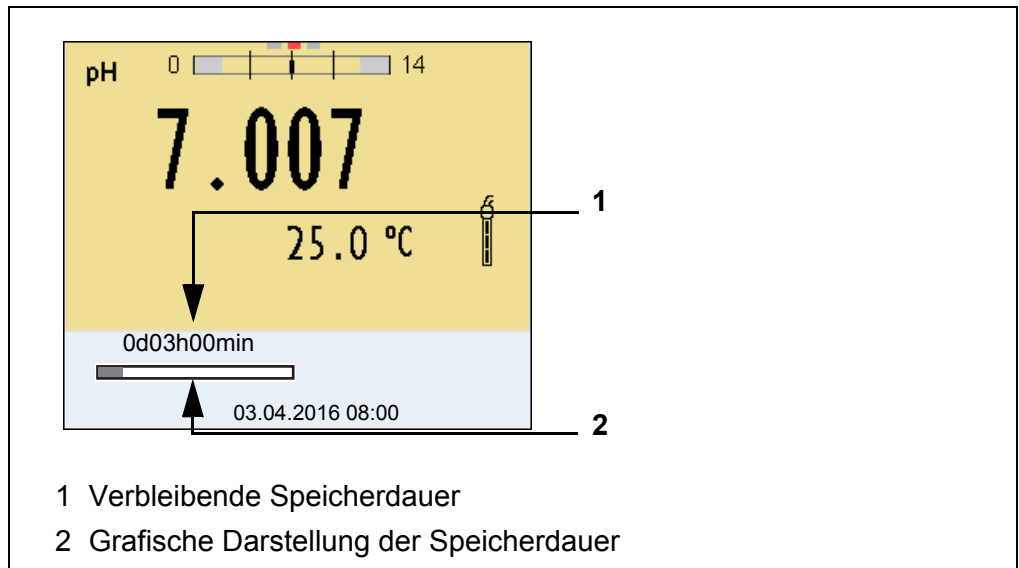 pH 0 14
7.007
1
25.0 °C
0d03h00min
03.04.2016 08:00
2
1 Verbleibende Speicherdauer
2 Grafische Darstellung der Speicherdauer